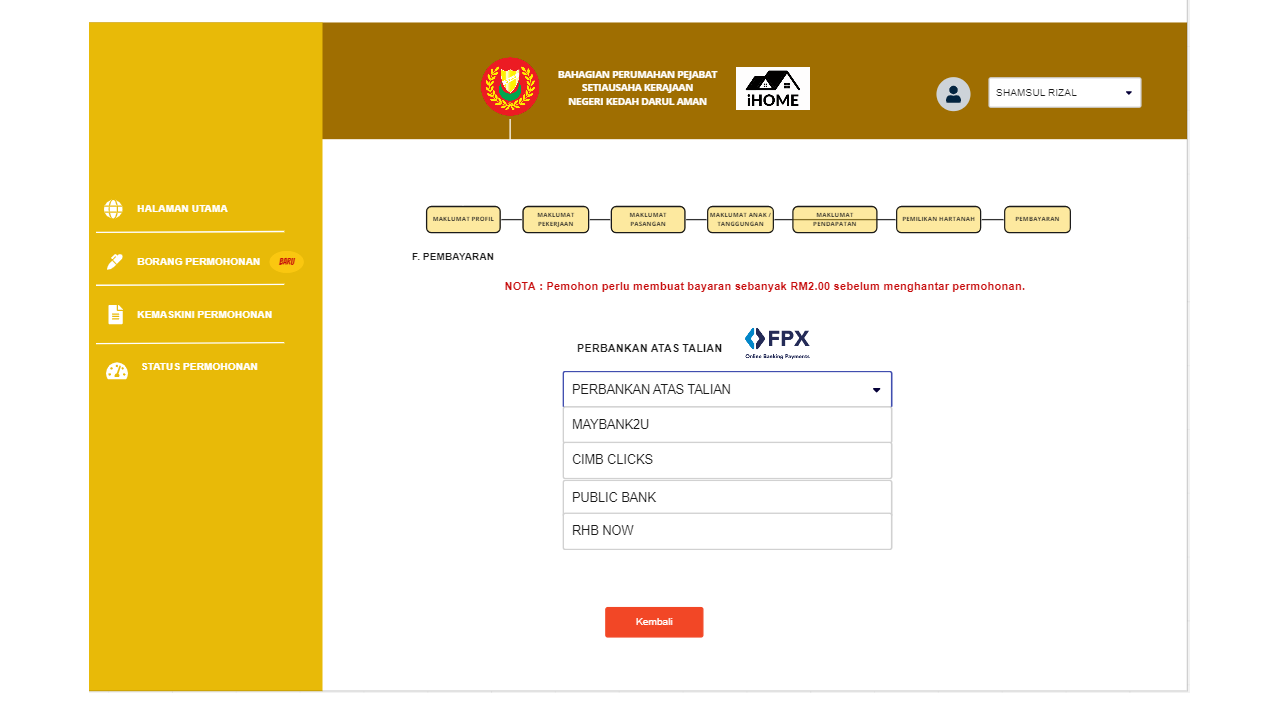 BAHAGIAN PERUMAHAN PEJABAT
SETIAUSAHA KERAJAAN
NEGERI KEDAH DARUL AMAN
iHOME
SHAMSUL RIZAL
HALAMAN UTAMA
BORANG PERMOHONAN
BARU
KEMASKINI PERMOHONAN
STATUS PERMOHONAN
MAKLUMAT PROFIL
MAKLUMAT
PEKERJAAN
MAKLUMAT
PASANGAN
MAKLUMAT ANAK /
TANGGUNGAN
MAKLUMAT
PENDAPATAN
PEMILIKAN HARTANAH
PEMBAYARAN
F. PEMBAYARAN
NOTA : Pemohon perlu membuat bayaran sebanyak RM2.00 sebelum menghantar permohonan.
PERBANKAN ATAS TALIAN
FPX
Online Banking Payments
PERBANKAN ATAS TALIAN
MAYBANK2U
CIMB CLICKS
PUBLIC BANK
RHB NOW
Kembali